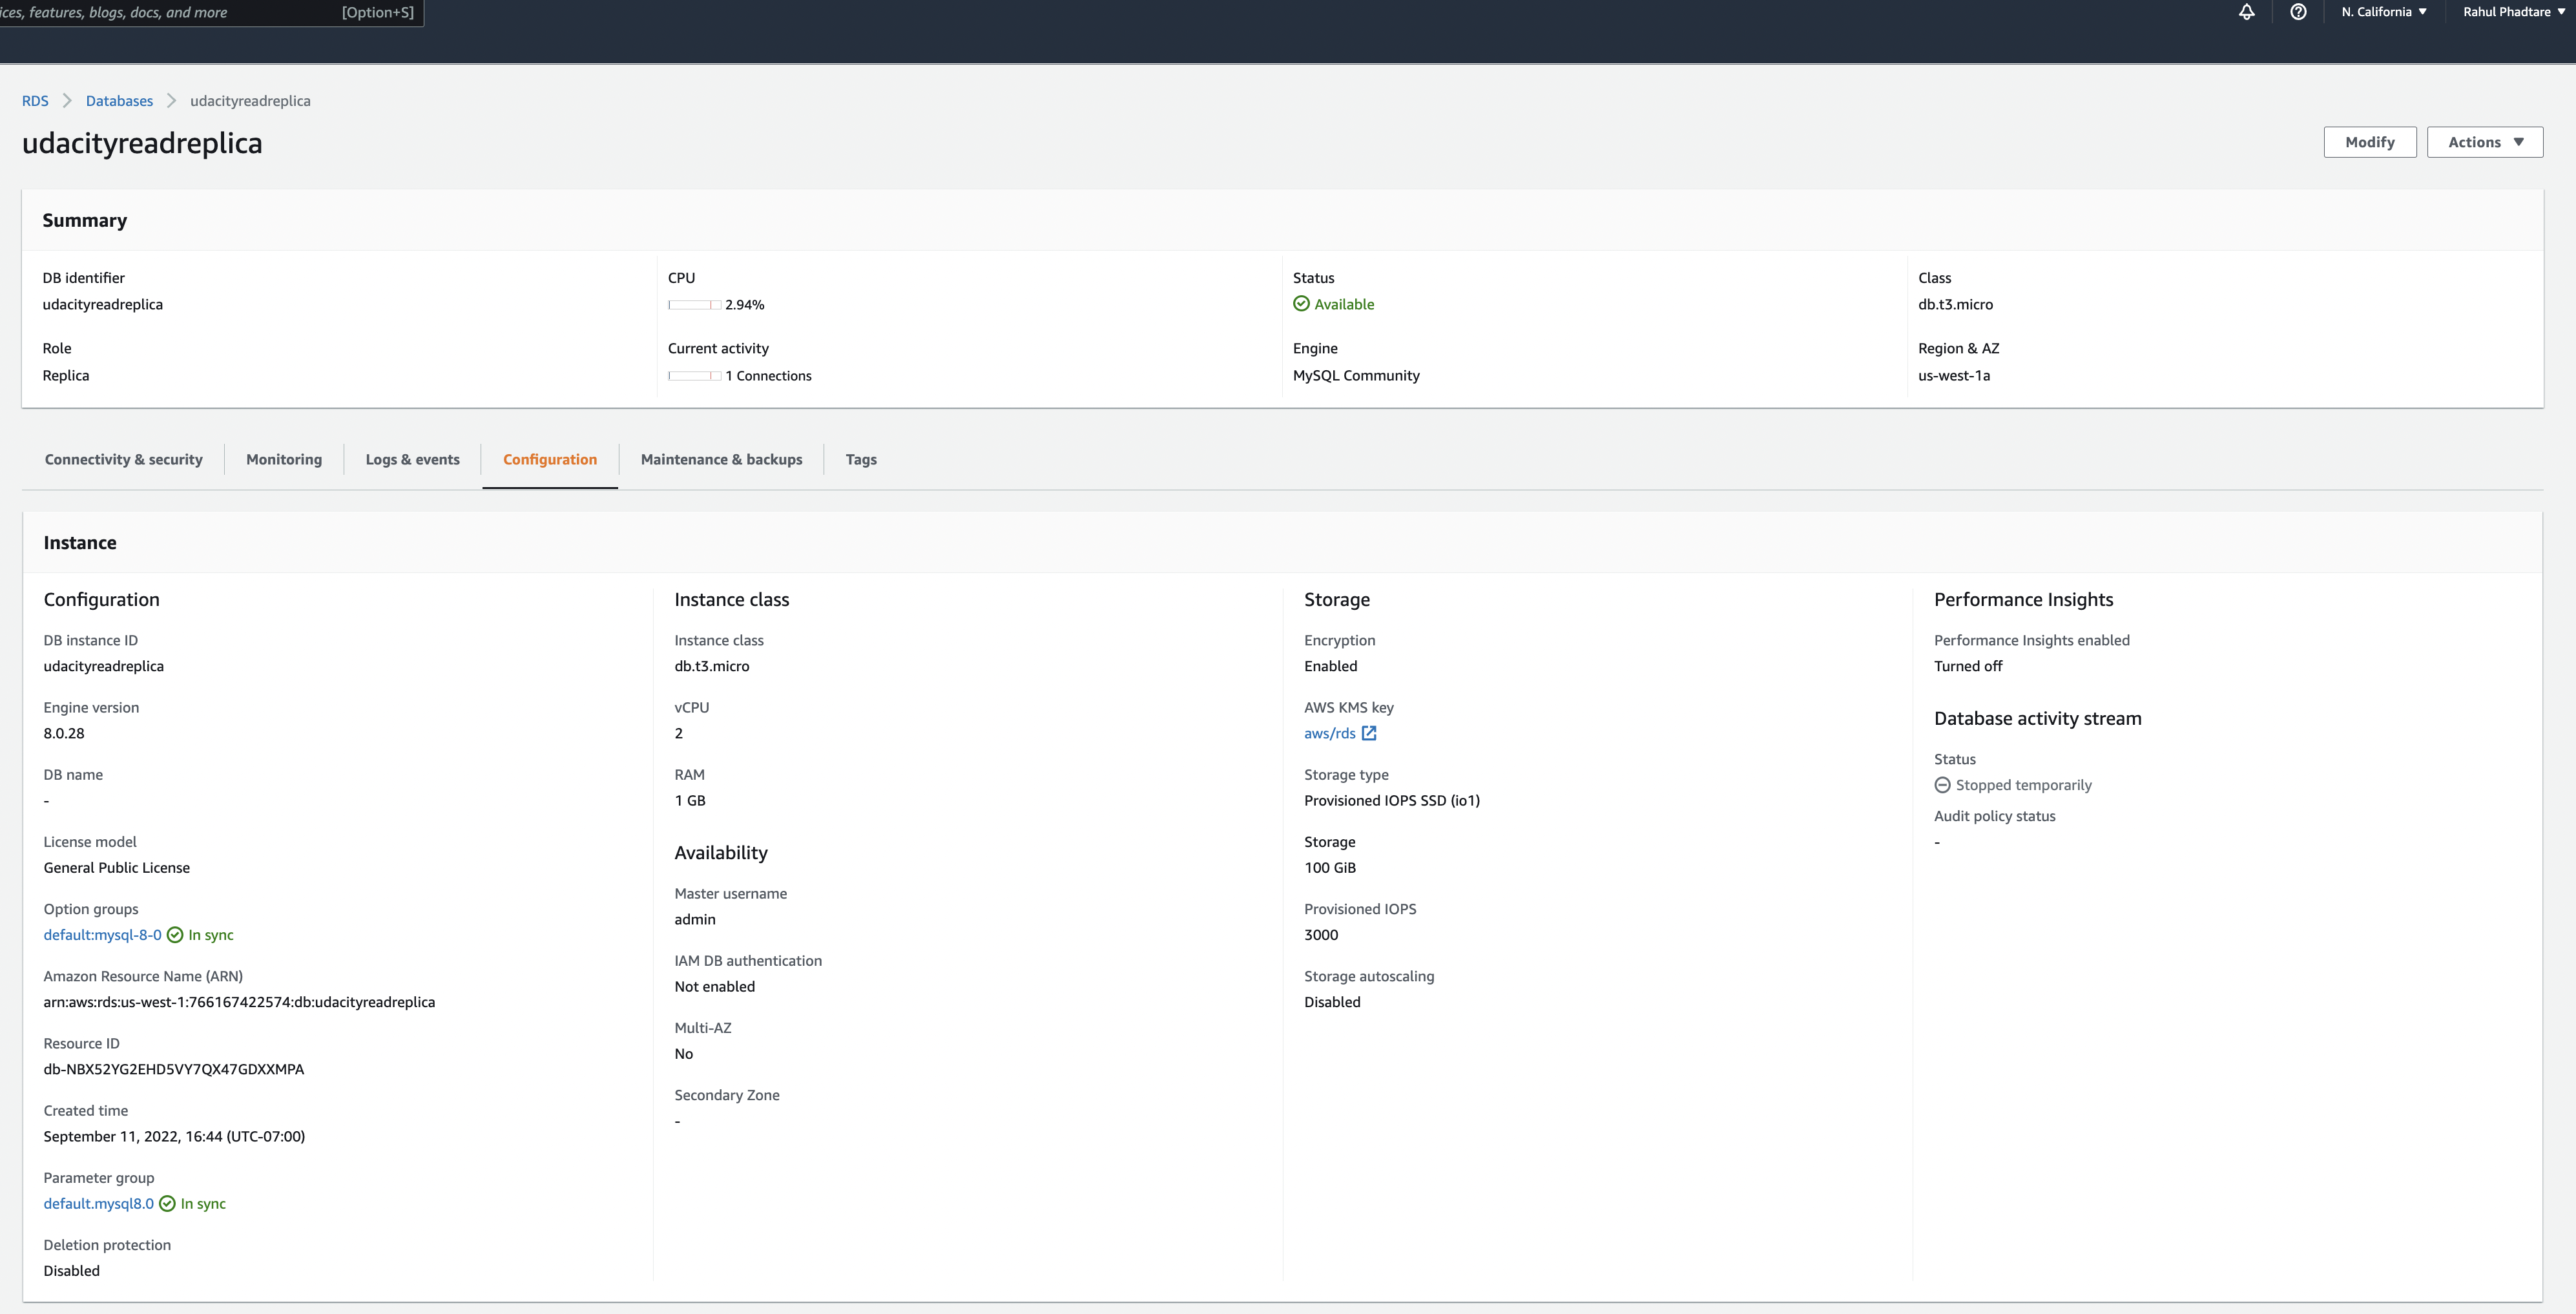 ices, features, blogs, docs, and more [Option+S] N. California Rahul Phadtare
RDS Databases udacityreadreplica
udacityreadreplica
Modify Actions
Summary
DB identifier
udacityreadreplica
CPU
2.94%
Status
Available
Class
db.t3.micro
Role
Replica
Current activity
1 Connections
Engine
MySQL Community
Region & AZ
us-west-1a
Connectivity & security Monitoring Logs & events Configuration Maintenance & backups Tags
Instance
Configuration
DB instance ID
udacityreadreplica
Engine version
8.0.28
DB name
-
License model
General Public License
Option groups
default:mysql-8-0 In sync
Amazon Resource Name (ARN)
arn:aws:rds:us-west-1:766167422574:db:udacityreadreplica
Resource ID
db-NBX52YG2EHD5VY7QX47GDXXMPA
Created time
September 11, 2022, 16:44 (UTC-07:00)
Parameter group
default.mysql8.0 In sync
Deletion protection
Disabled
Instance class
Instance class
db.t3.micro
vCPU
2
RAM
1 GB
Availability
Master username
admin
IAM DB authentication
Not enabled
Multi-AZ
No
Secondary Zone
-
Storage
Encryption
Enabled
AWS KMS key
aws/rds
Storage type
Provisioned IOPS SSD (io1)
Storage
100 GiB
Provisioned IOPS
3000
Storage autoscaling
Disabled
Performance Insights
Performance Insights enabled
Turned off
Database activity stream
Status
Stopped temporarily
Audit policy status
-